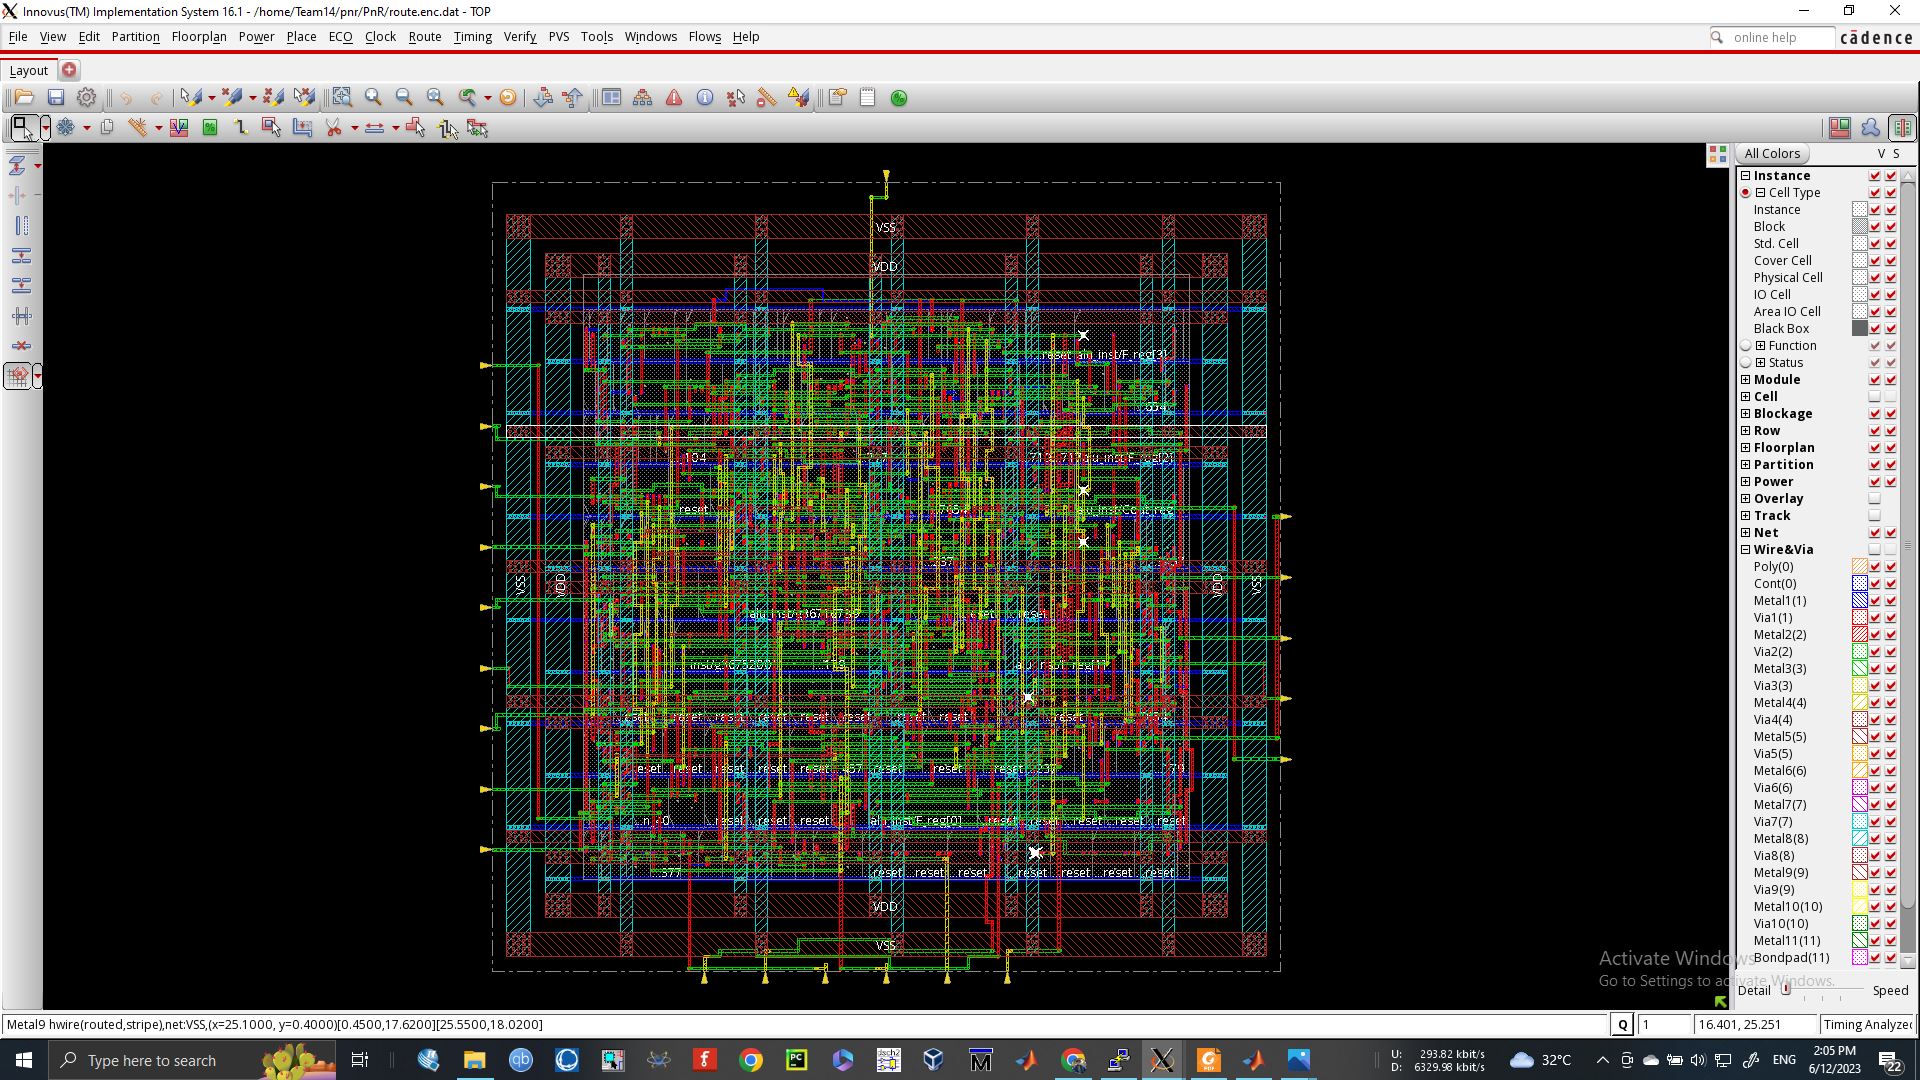 Innovus(TM) Implementation System 16.1 - /home/Team14/pnr/PnR/route.enc.dat - TOP
File View Edit Partition Floorplan Power Place ECO Clock Route Timing Verify PVS Tools Windows Flows Help
online help
cādence
Layout
All Colors V S
Instance
Cell Type
Instance
Block
Std. Cell
Cover Cell
Physical Cell
IO Cell
Area IO Cell
Black Box
Function
Status
Module
Cell
Blockage
Row
Floorplan
Partition
Power
Overlay
Track
Net
Wire&Via
Poly(0)
Cont(0)
Metal1(1)
Via1(1)
Metal2(2)
Via2(2)
Metal3(3)
Via3(3)
Metal4(4)
Via4(4)
Metal5(5)
Via5(5)
Metal6(6)
Via6(6)
Metal7(7)
Via7(7)
Metal8(8)
Via8(8)
Metal9(9)
Via9(9)
Metal10(10)
Via10(10)
Metal11(11)
Bondpad(11)
Detail Speed
VSS
VDD
...reset alu_inst/F_reg[3]
reset
VSS VDD VDD VSS
reset reset
...reset ...reset ...reset ...reset ...reset
...reset ...reset ...reset ...reset
...reset ...reset ...reset alu_inst/F_reg[0] ...reset ...reset ...reset ...reset ...reset
...577 ...reset ...reset ...reset ...reset ...reset ...reset ...reset
VDD
VSS
Activate Windows
Go to Settings to activate Windows.
Metal9 hwire(routed,stripe),net:VSS,(x=25.1000, y=0.4000)[0.4500,17.6200][25.5500,18.0200]
Q 1 16.401, 25.251 Timing Analyzed
Type here to search
U: 293.82 kbit/s
D: 6329.98 kbit/s
32°C
ENG
2:05 PM
6/12/2023
22